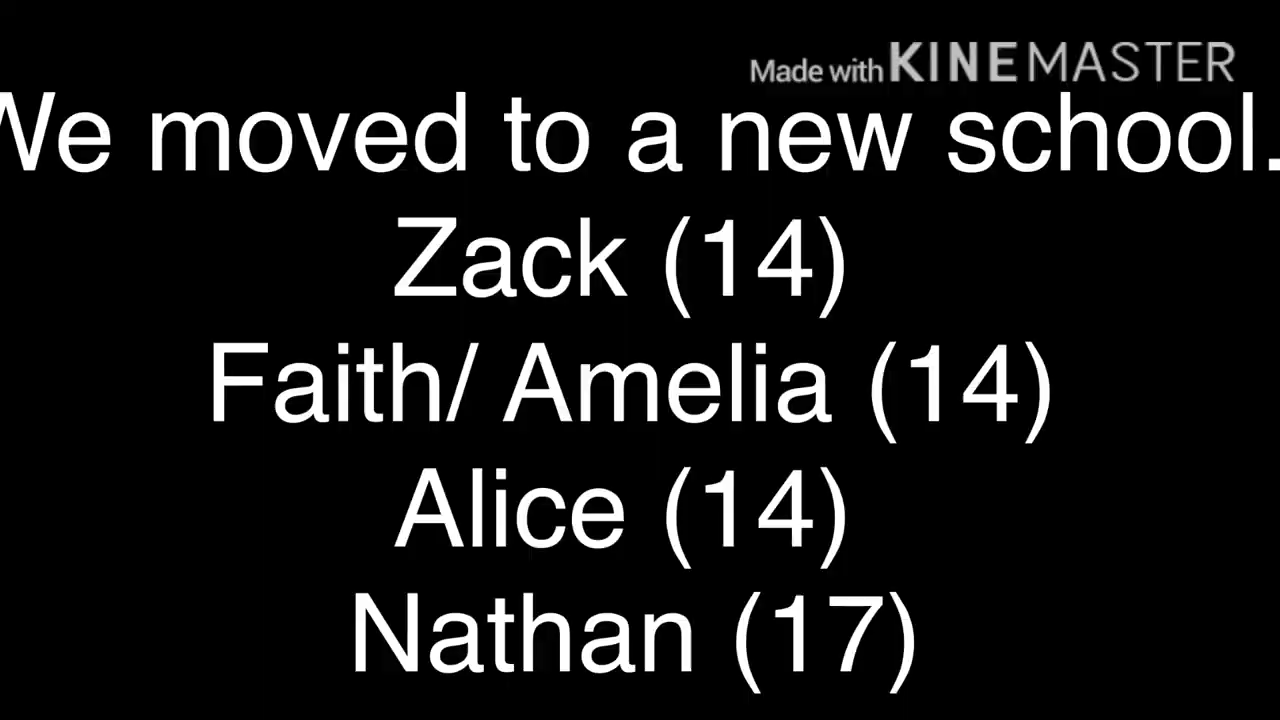 Made with KINEMASTER
We moved to a new school.
Zack (14)
Faith/ Amelia (14)
Alice (14)
Nathan (17)